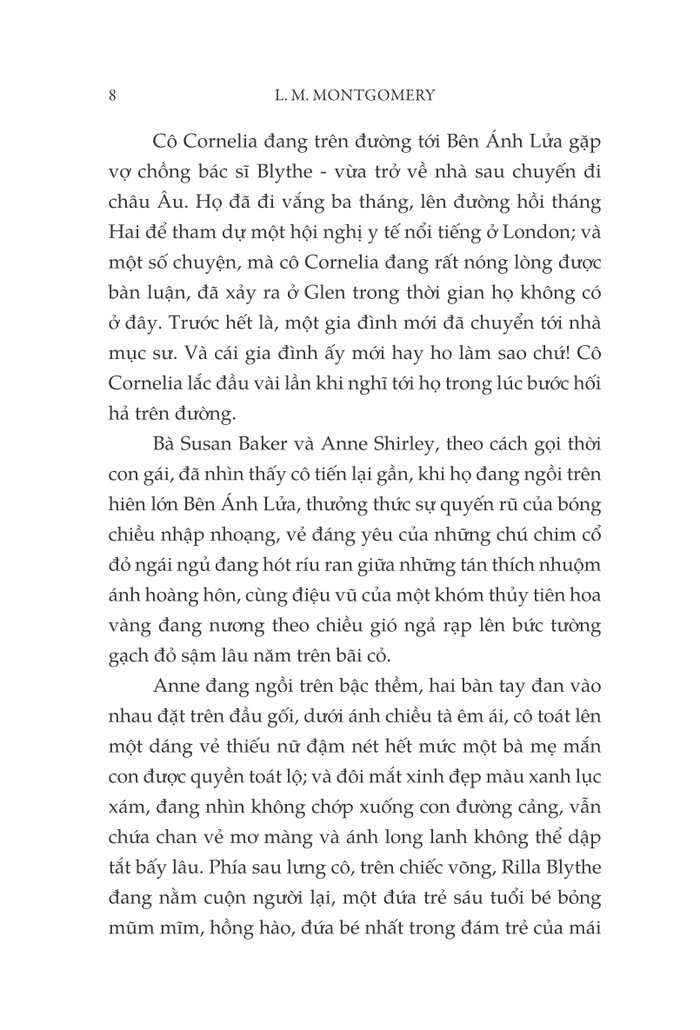 8 L. M. MONTGOMERY
Cô Cornelia đang trên đường tới Bên Ánh Lửa gặp
vợ chồng bác sĩ Blythe - vừa trở về nhà sau chuyến đi
châu Âu. Họ đã đi vắng ba tháng, lên đường hồi tháng
Hai để tham dự một hội nghị y tế nổi tiếng ở London; và
một số chuyện, mà cô Cornelia đang rất nóng lòng được
bàn luận, đã xảy ra ở Glen trong thời gian họ không có
ở đây. Trước hết là, một gia đình mới đã chuyển tới nhà
mục sư. Và cái gia đình ấy mới hay ho làm sao chứ! Cô
Cornelia lắc đầu vài lần khi nghĩ tới họ trong lúc bước hối
hả trên đường.
Bà Susan Baker và Anne Shirley, theo cách gọi thời
con gái, đã nhìn thấy cô tiến lại gần, khi họ đang ngồi trên
hiên lớn Bên Ánh Lửa, thưởng thức sự quyến rũ của bóng
chiều nhập nhoạng, vẻ đáng yêu của những chú chim cổ
đỏ ngái ngủ đang hót ríu ran giữa những tán thích nhuộm
ánh hoàng hôn, cùng điệu vũ của một khóm thủy tiên hoa
vàng đang nương theo chiều gió ngả rạp lên bức tường
gạch đỏ sậm lâu năm trên bãi cỏ.
Anne đang ngồi trên bậc thềm, hai bàn tay đan vào
nhau đặt trên đầu gối, dưới ánh chiều tà êm ái, cô toát lên
một dáng vẻ thiếu nữ đậm nét hết mức một bà mẹ mắn
con được quyền toát lộ; và đôi mắt xinh đẹp màu xanh lục
xám, đang nhìn không chớp xuống con đường cảng, vẫn
chứa chan vẻ mơ màng và ánh long lanh không thể dập
tắt bấy lâu. Phía sau lưng cô, trên chiếc võng, Rilla Blythe
đang nằm cuộn người lại, một đứa trẻ sáu tuổi bé bỏng
mũm mĩm, hồng hào, đứa bé nhất trong đám trẻ của mái